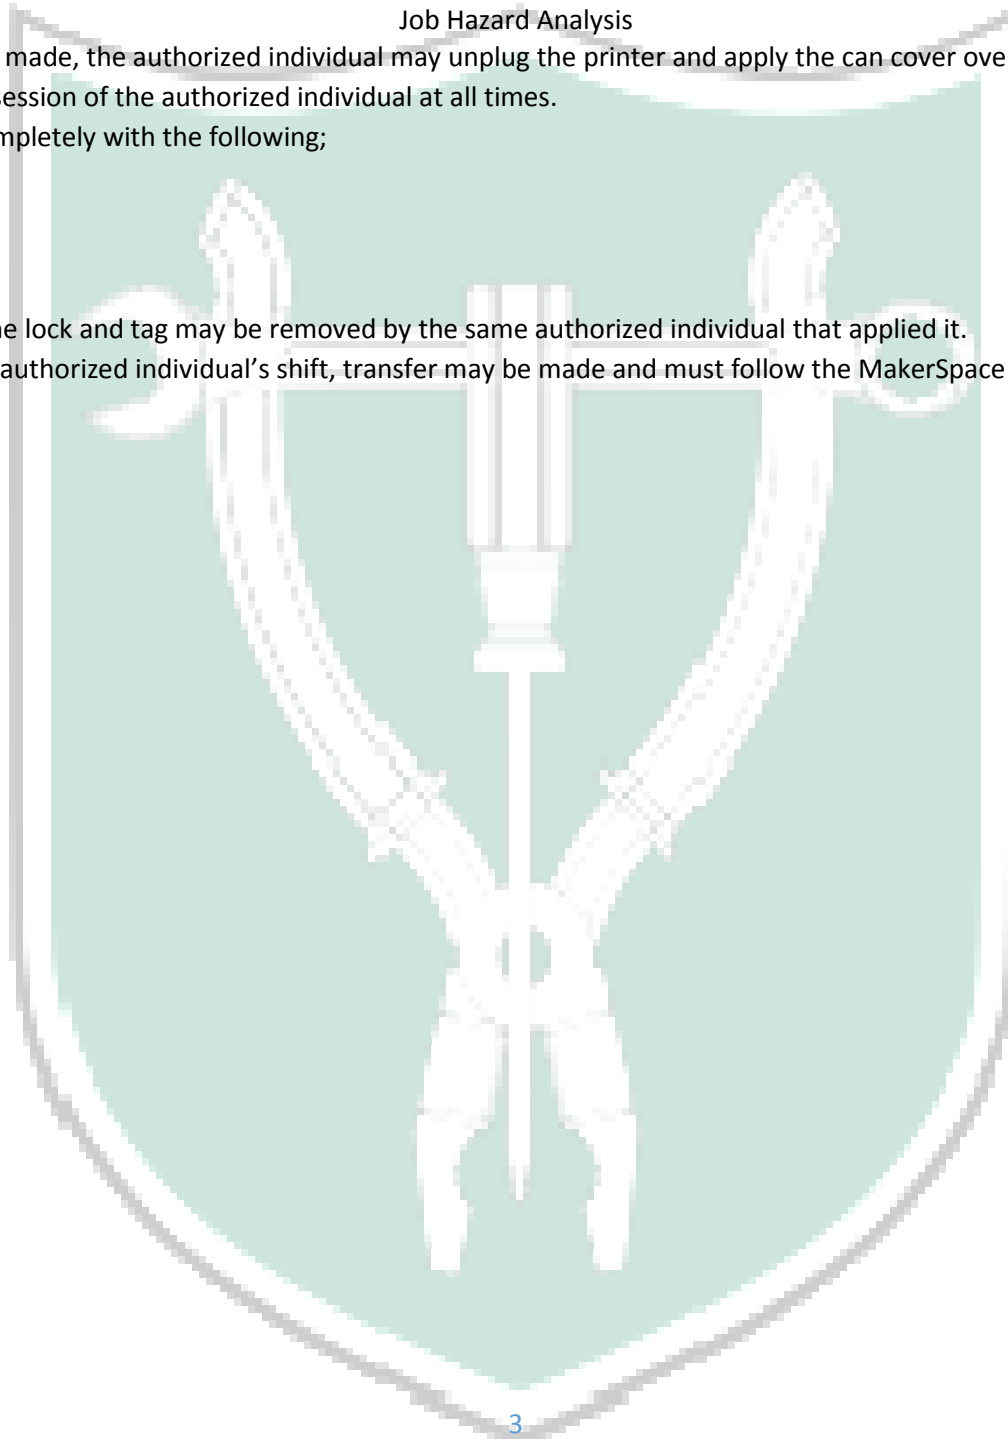 Job Hazard Analysis
made, the authorized individual may unplug the printer and apply the can cover ove
session of the authorized individual at all times.
mpletely with the following;
ne lock and tag may be removed by the same authorized individual that applied it.
authorized individual’s shift, transfer may be made and must follow the MakerSpace
3